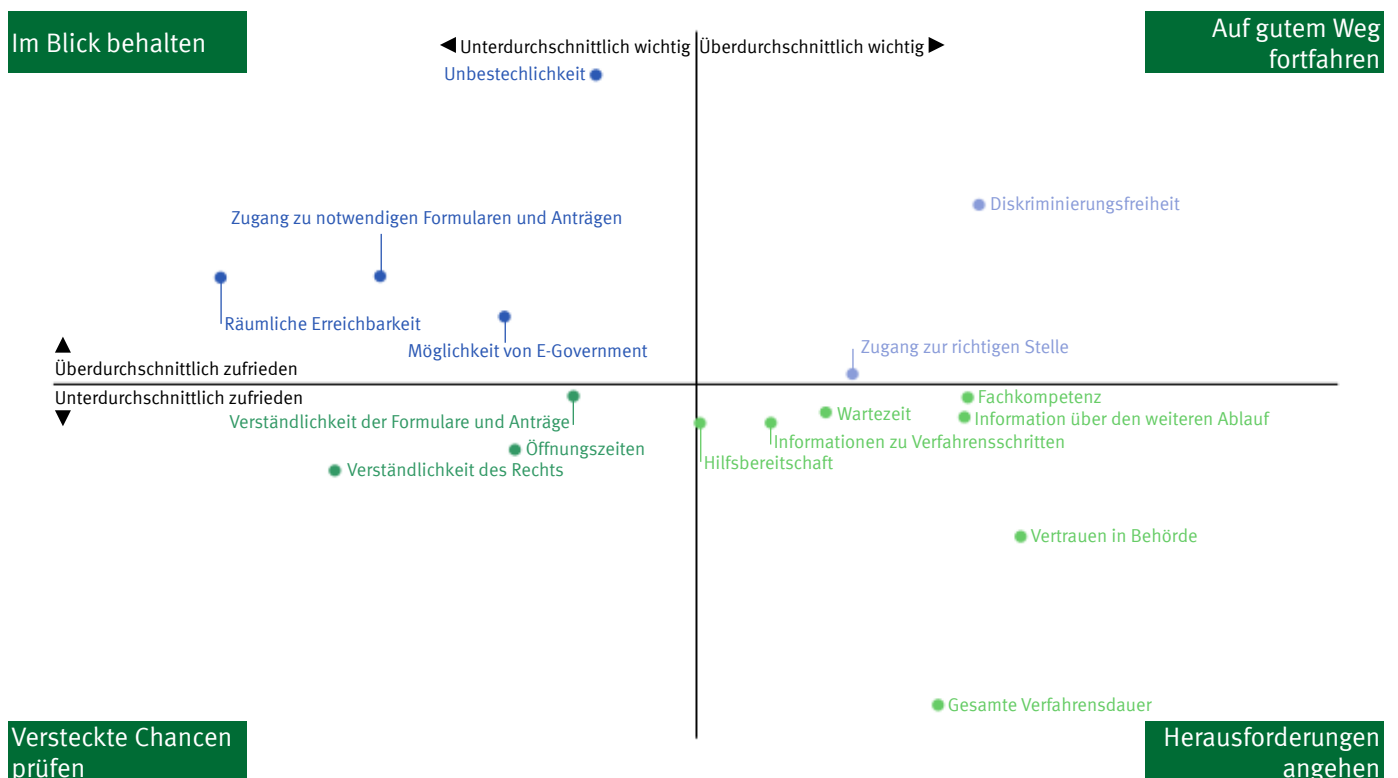 Im Blick behalten
Auf gutem Weg
fortfahren
◄ Unterdurchschnittlich wichtig
Überdurchschnittlich wichtig ►
Unbestechlichkeit
Diskriminierungsfreiheit
Zugang zu notwendigen Formularen und Anträgen
Räumliche Erreichbarkeit
Möglichkeit von E-Government
Zugang zur richtigen Stelle
▲
Überdurchschnittlich zufrieden
Unterdurchschnittlich zufrieden
▼
Fachkompetenz
Wartezeit
Information über den weiteren Ablauf
Verständlichkeit der Formulare und Anträge
Informationen zu Verfahrensschritten
Öffnungszeiten
Hilfsbereitschaft
Verständlichkeit des Rechts
Vertrauen in Behörde
Gesamte Verfahrensdauer
Versteckte Chancen
prüfen
Herausforderungen
angehen